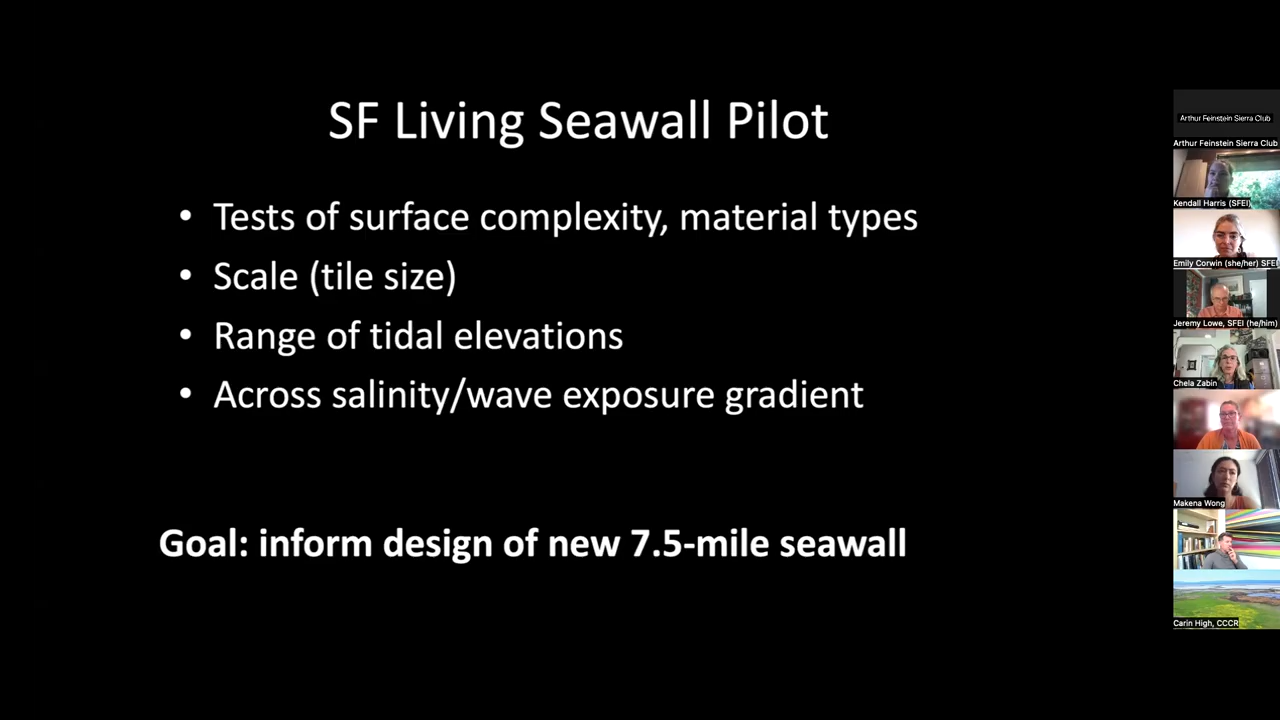 SF Living Seawall Pilot
• Tests of surface complexity, material types
• Scale (tile size)
• Range of tidal elevations
• Across salinity/wave exposure gradient
Goal: inform design of new 7.5-mile seawall
Arthur Feinstein Sierra Club
Arthur Feinstein Sierra Club
Kendall Harris (SFEI)
Emily Corwin (she/her) SFEI
Jeremy Lowe, SFEI (he/him)
Chela Zabin
Makena Wong
Carin High, CCCR